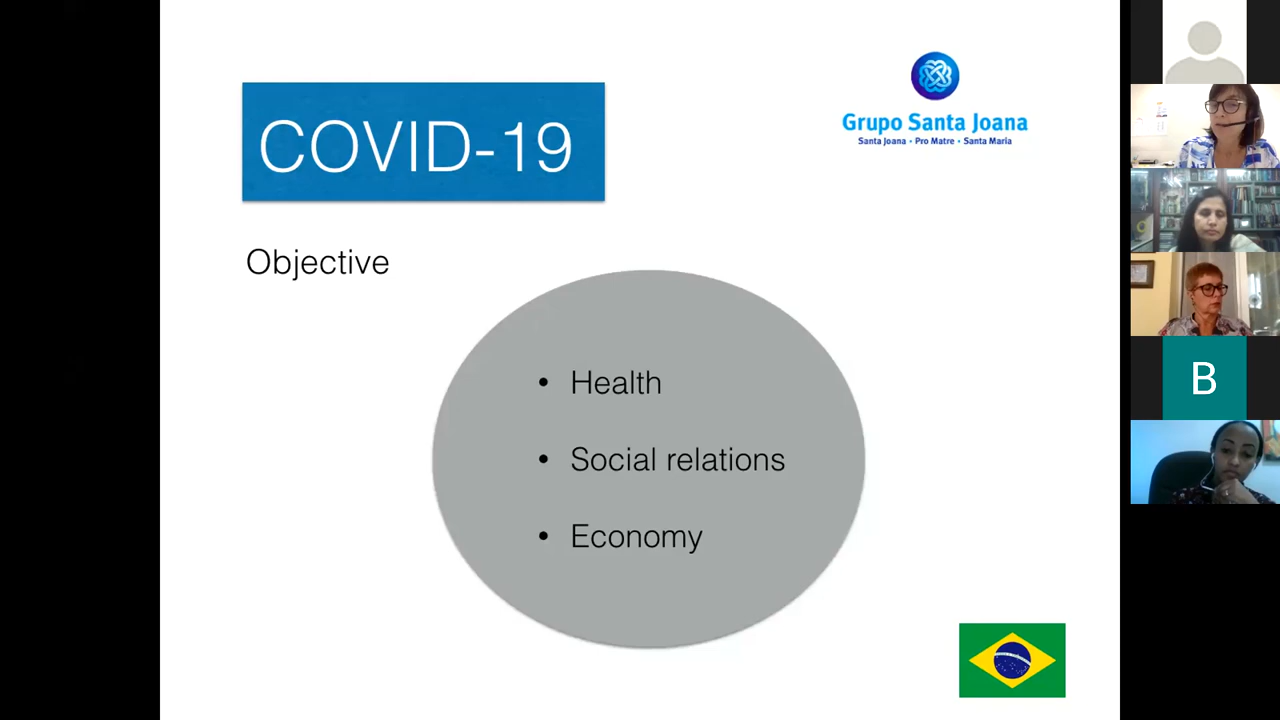 COVID-19
Grupo Santa Joana
Santa Joana • Pro Matre • Santa Maria
Objective
• Health
• Social relations
• Economy
B